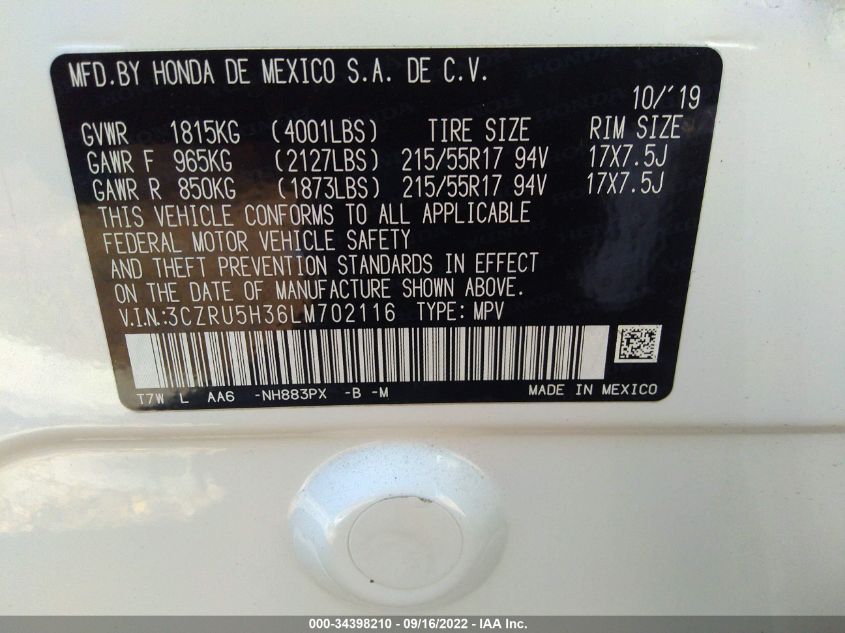 MFD.BY HONDA DE MEXICO S.A. DE C.V.
10/'19
GVWR 1815KG (4001LBS) TIRE SIZE RIM SIZE
GAWR F 965KG (2127LBS) 215/55R17 94V 17X7.5J
GAWR R 850KG (1873LBS) 215/55R17 94V 17X7.5J
THIS VEHICLE CONFORMS TO ALL APPLICABLE
FEDERAL MOTOR VEHICLE SAFETY
AND THEFT PREVENTION STANDARDS IN EFFECT
ON THE DATE OF MANUFACTURE SHOWN ABOVE.
V.I.N.:3CZRU5H36LM702116 TYPE: MPV
T7W L AA6 -NH883PX -B -M MADE IN MEXICO
000-34398210 - 09/16/2022 - IAA Inc.